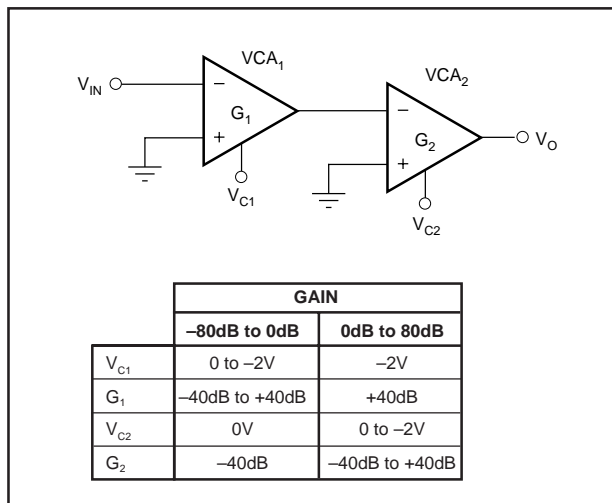 VCA1
VCA2
VIN
−
G1
+
VC1
−
G2
+
VC2
VO
GAIN
–80dB to 0dB 0dB to 80dB
VC1 0 to –2V –2V
G1 –40dB to +40dB +40dB
VC2 0V 0 to –2V
G2 –40dB –40dB to +40dB